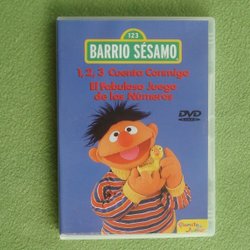 123
BARRIO SÉSAMO
1, 2, 3 Cuenta Conmigo
El Fabuloso Juego
de los Números
DVD